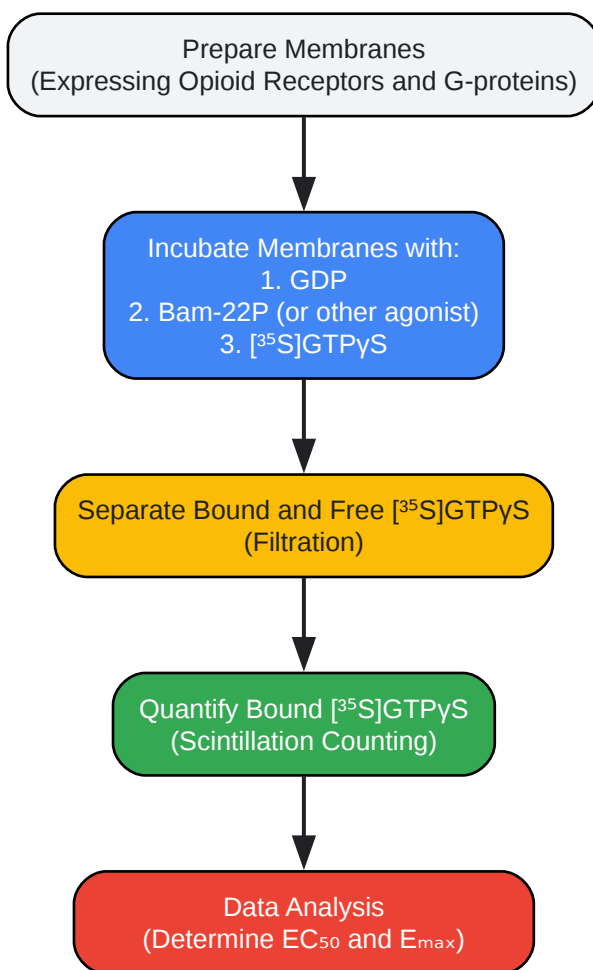 Prepare Membranes
(Expressing Opioid Receptors and G-proteins)
Incubate Membranes with:
1. GDP
2. Bam-22P (or other agonist)
3. [³⁵S]GTPγS
Separate Bound and Free [³⁵S]GTPγS
(Filtration)
Quantify Bound [³⁵S]GTPγS
(Scintillation Counting)
Data Analysis
(Determine EC₅₀ and Eₘₐₓ)